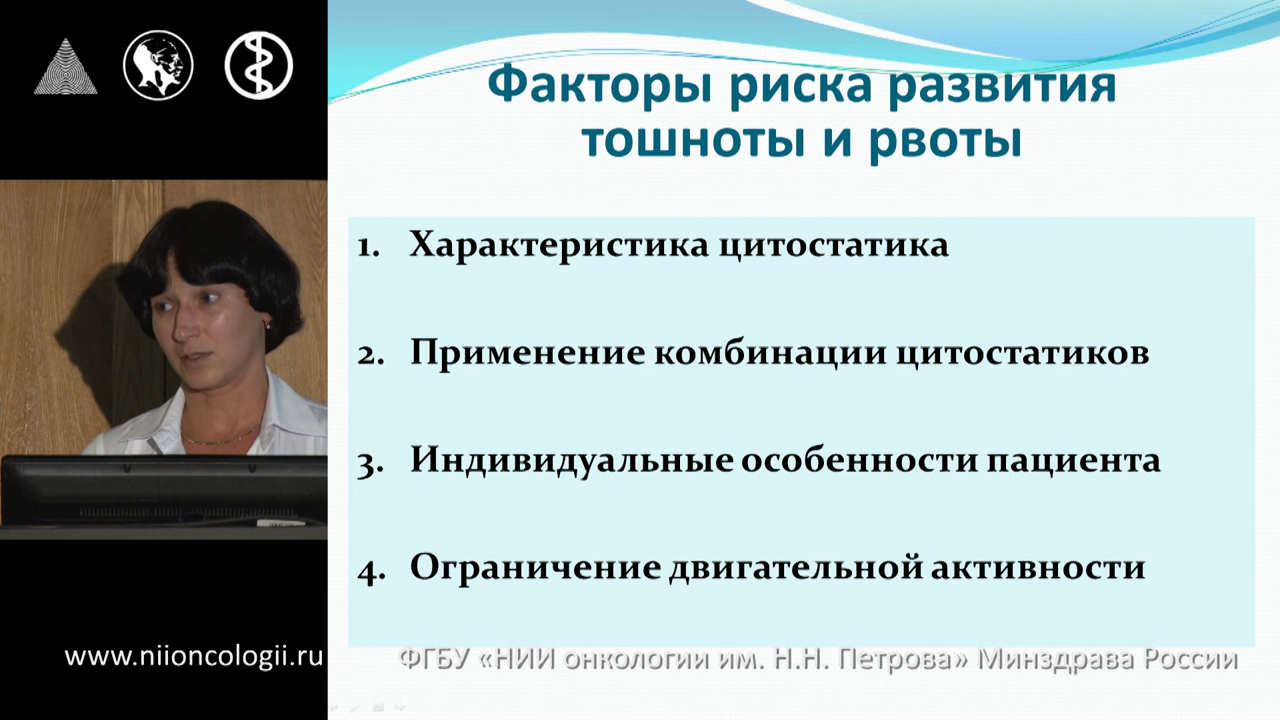 Факторы риска развития
тошноты и рвоты
1. Характеристика цитостатика
2. Применение комбинации цитостатиков
3. Индивидуальные особенности пациента
4. Ограничение двигательной активности
www.niioncologii.ru
ФГБУ «НИИ онкологии им. Н.Н. Петрова» Минздрава России